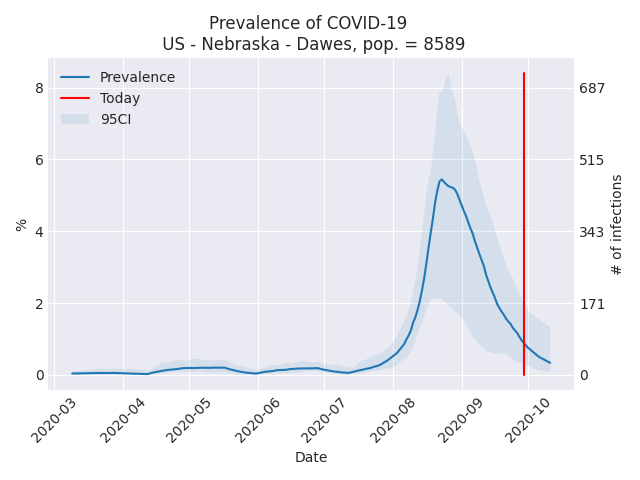 Prevalence of COVID-19
US - Nebraska - Dawes, pop. = 8589
Prevalence
Today
95CI
8
6
4
2
0
%
687
515
343
171
0
# of infections
2020-03
2020-04
2020-05
2020-06
2020-07
2020-08
2020-09
2020-10
Date